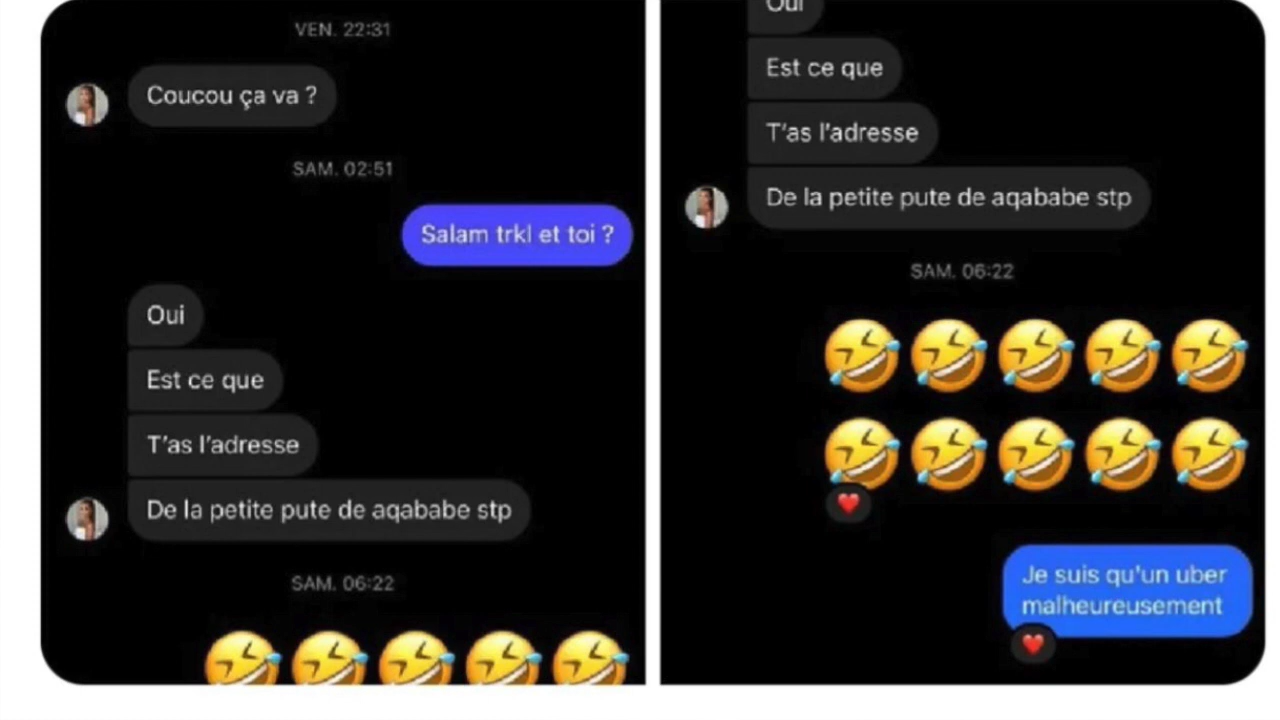 VEN. 22:31
Coucou ça va ?
SAM. 02:51
Salam trkl et toi ?
Oui
Est ce que
T'as l'adresse
De la petite pute de aqababe stp
SAM. 06:22
Oui
Est ce que
T'as l'adresse
De la petite pute de aqababe stp
SAM. 06:22
Je suis qu'un uber
malheureusement